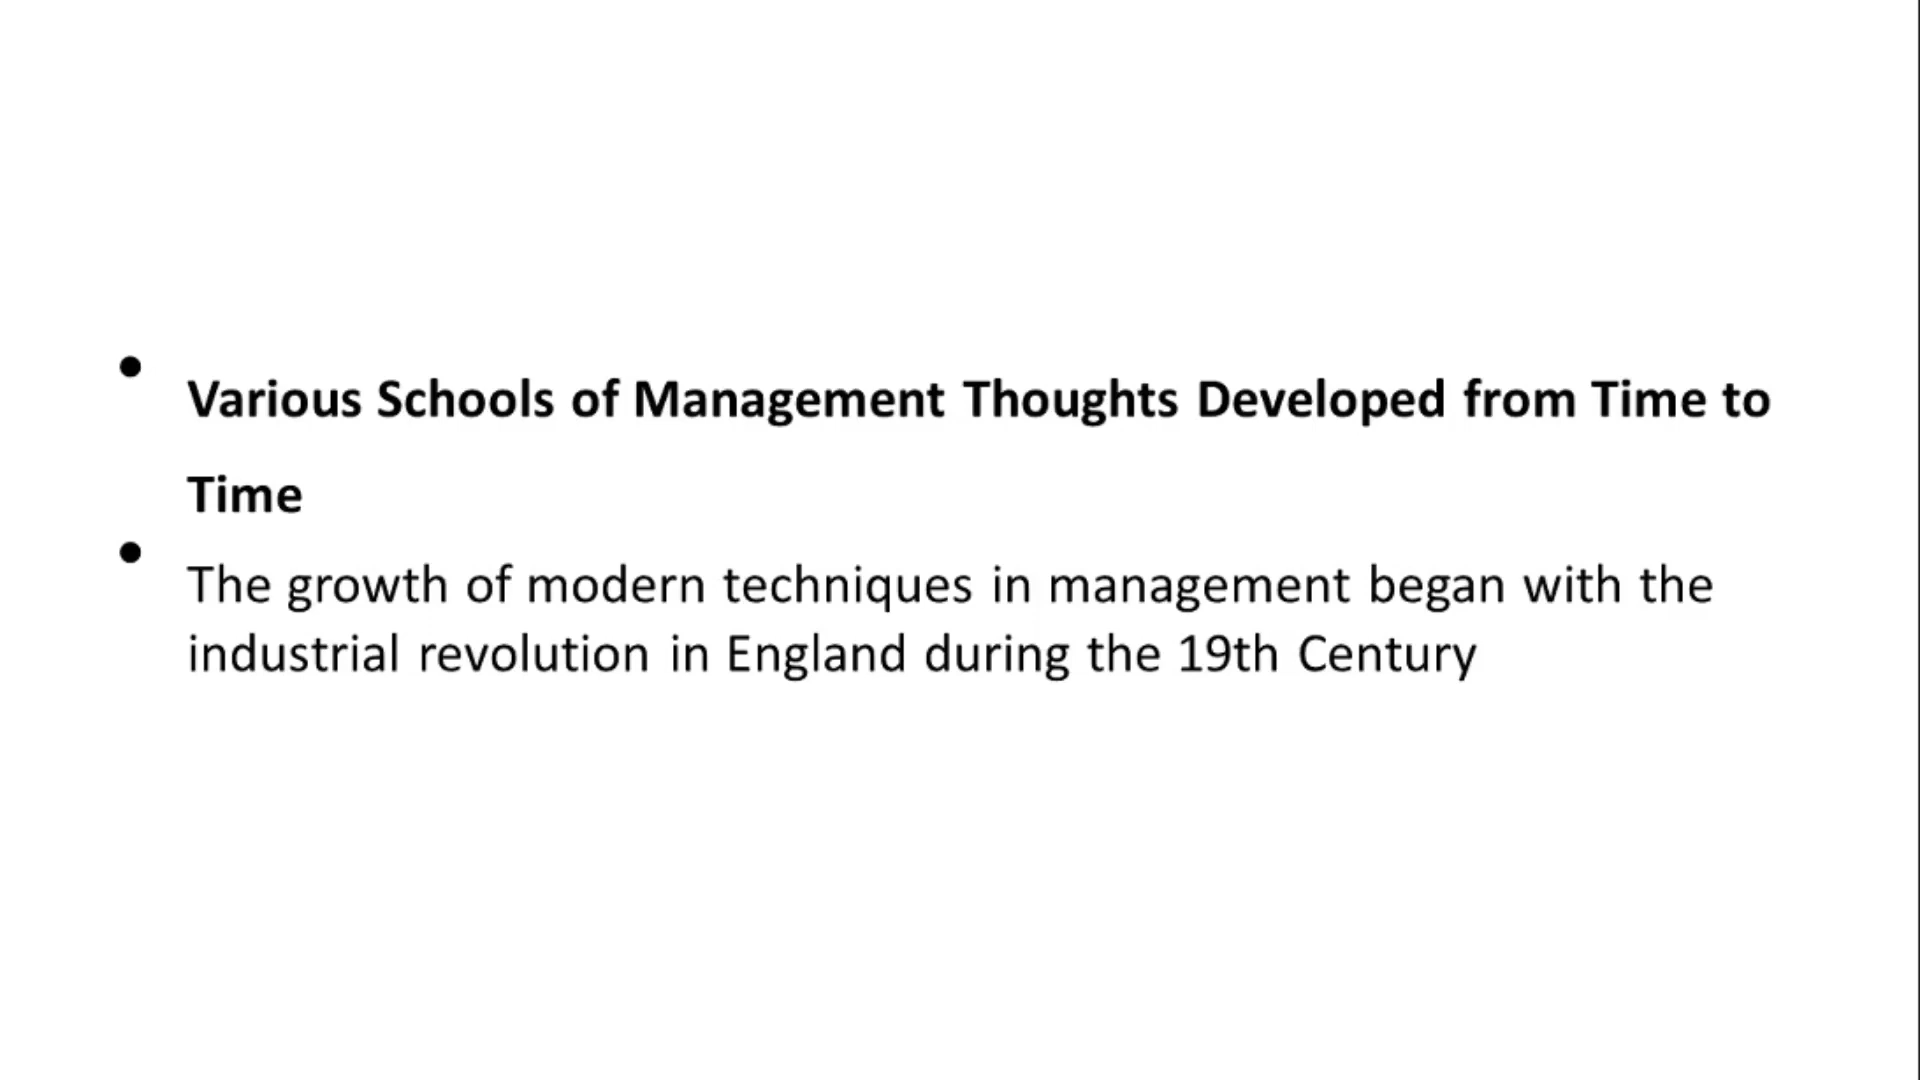 • Various Schools of Management Thoughts Developed from Time to
Time
• The growth of modern techniques in management began with the
industrial revolution in England during the 19th Century